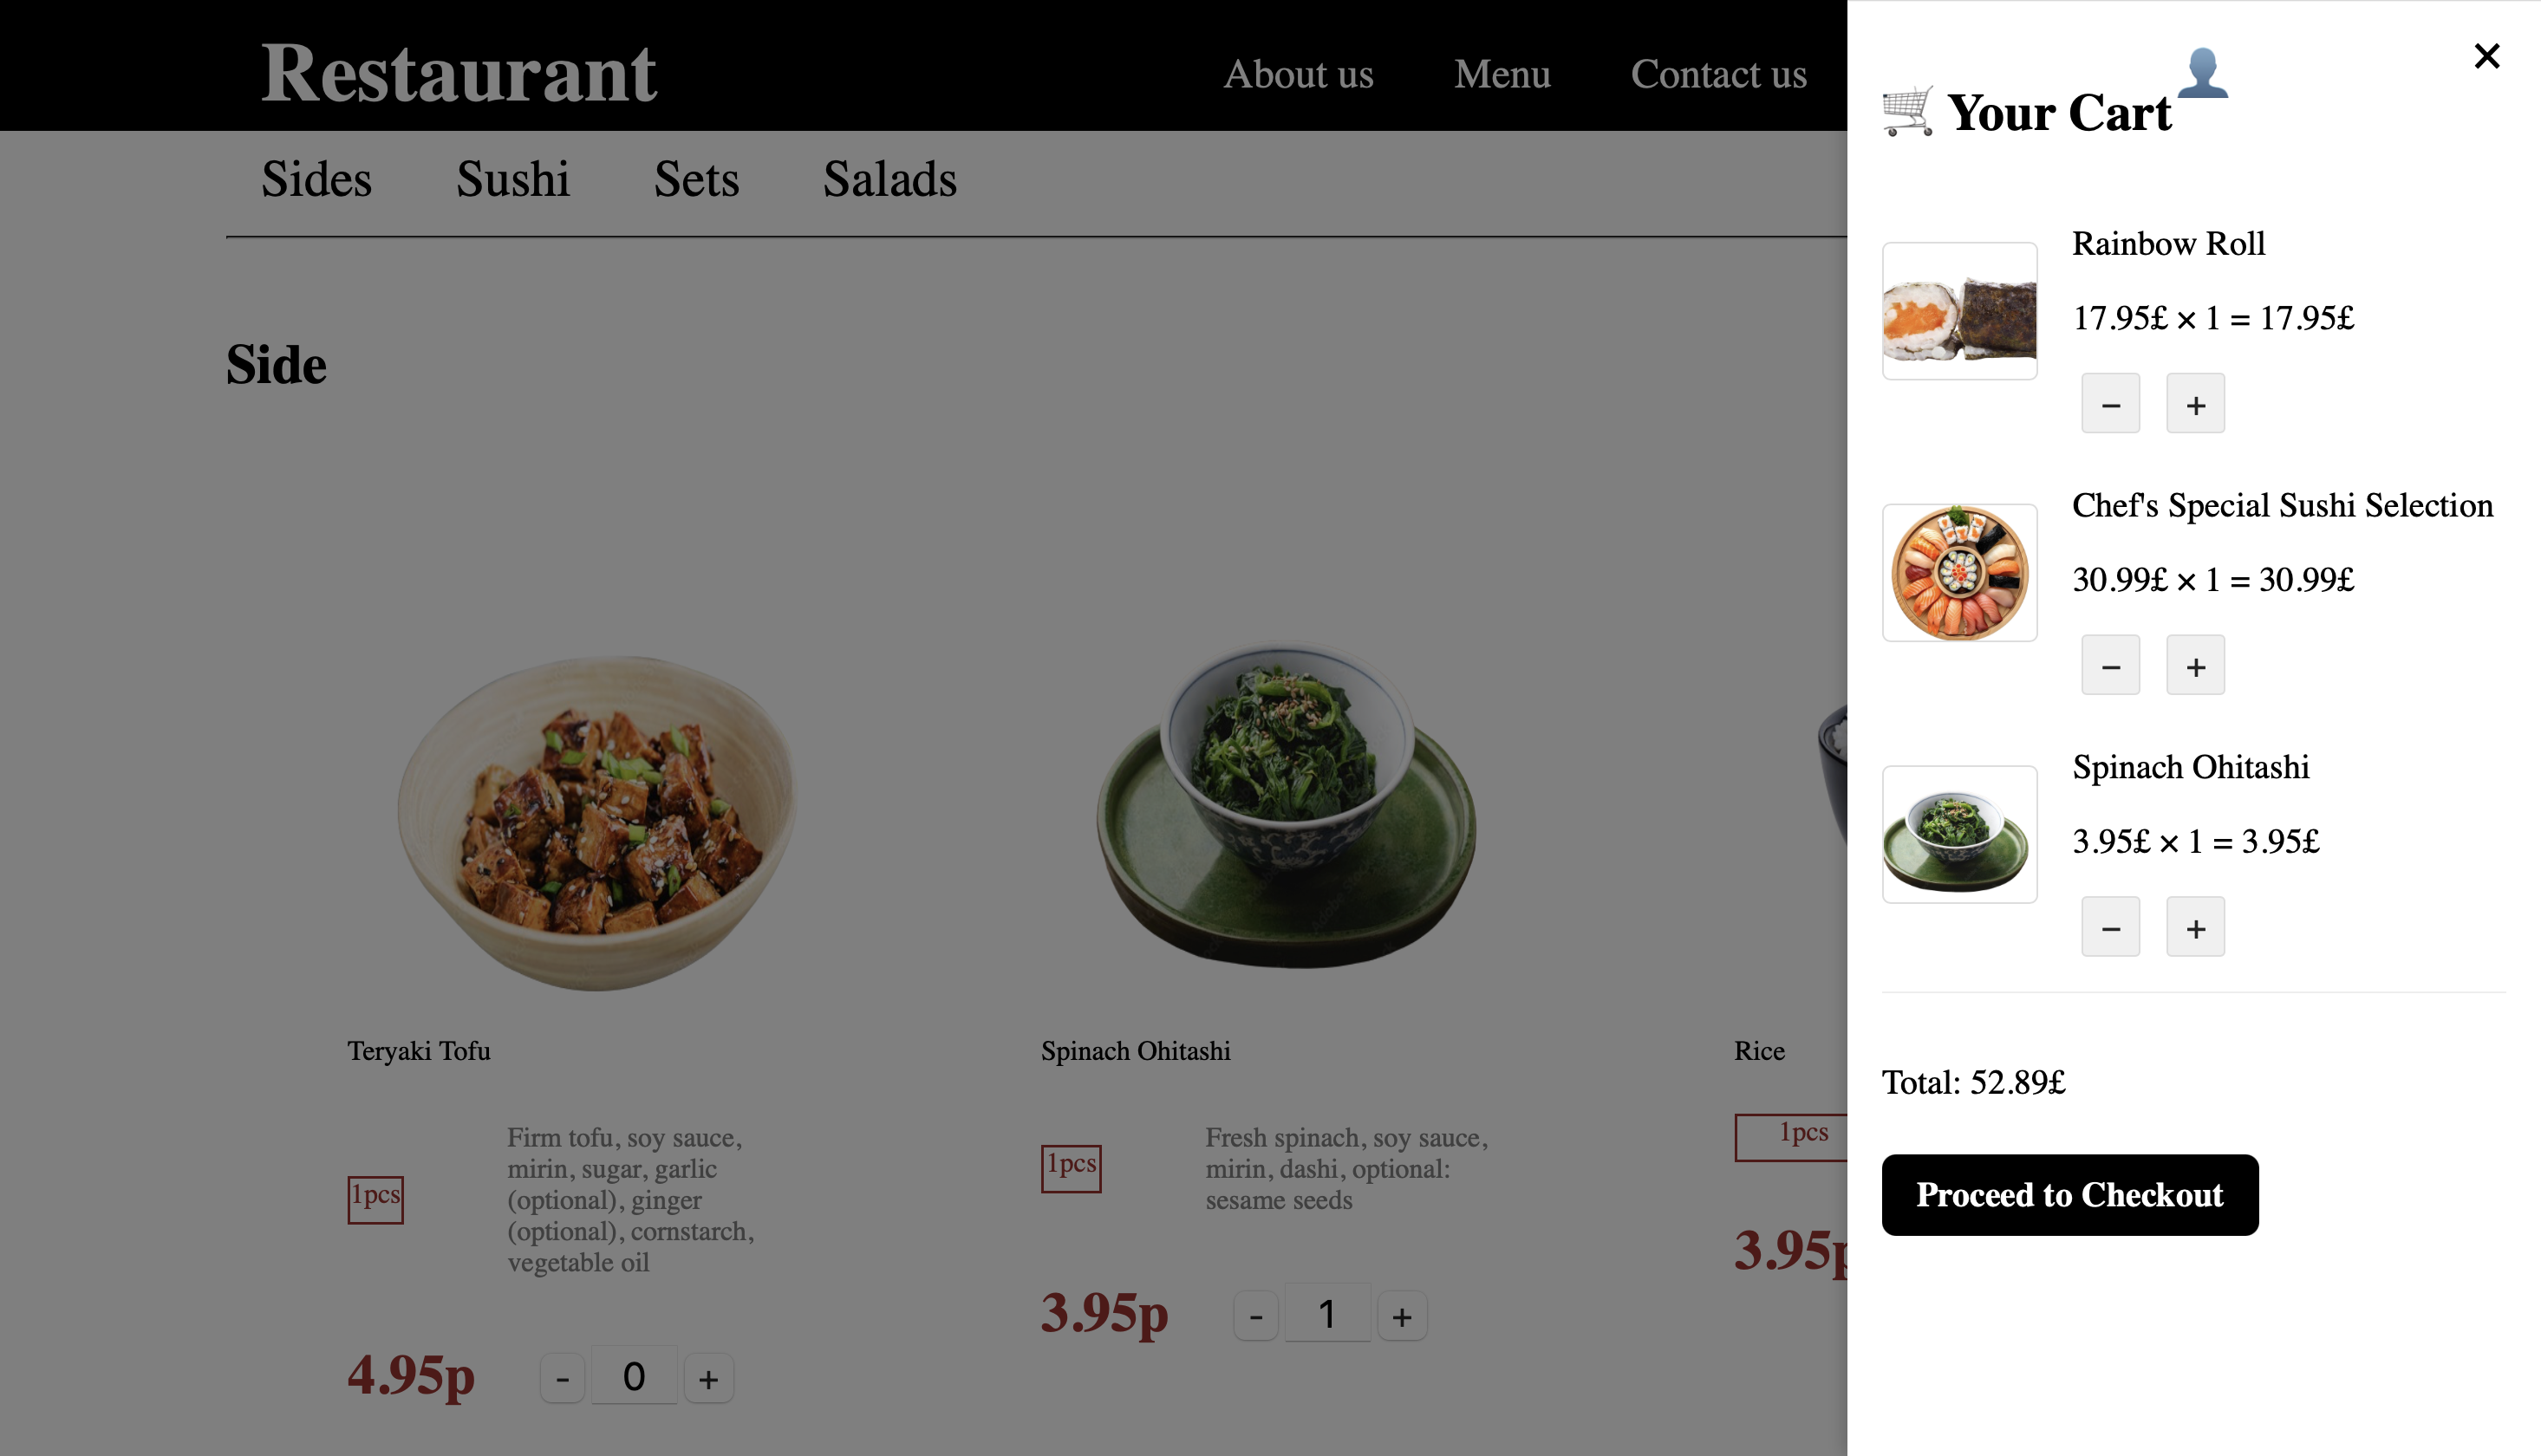 Restaurant
About us
Menu
Contact us
Sides
Sushi
Sets
Salads
Side
Teryaki Tofu
1pcs
Firm tofu, soy sauce,
mirin, sugar, garlic
(optional), ginger
(optional), cornstarch,
vegetable oil
4.95p
-
0
+
Spinach Ohitashi
1pcs
Fresh spinach, soy sauce,
mirin, dashi, optional:
sesame seeds
3.95p
-
1
+
Rice
1pcs
3.95p
×
🛒 Your Cart
Rainbow Roll
17.95£ × 1 = 17.95£
− +
Chef's Special Sushi Selection
30.99£ × 1 = 30.99£
− +
Spinach Ohitashi
3.95£ × 1 = 3.95£
− +
Total: 52.89£
Proceed to Checkout